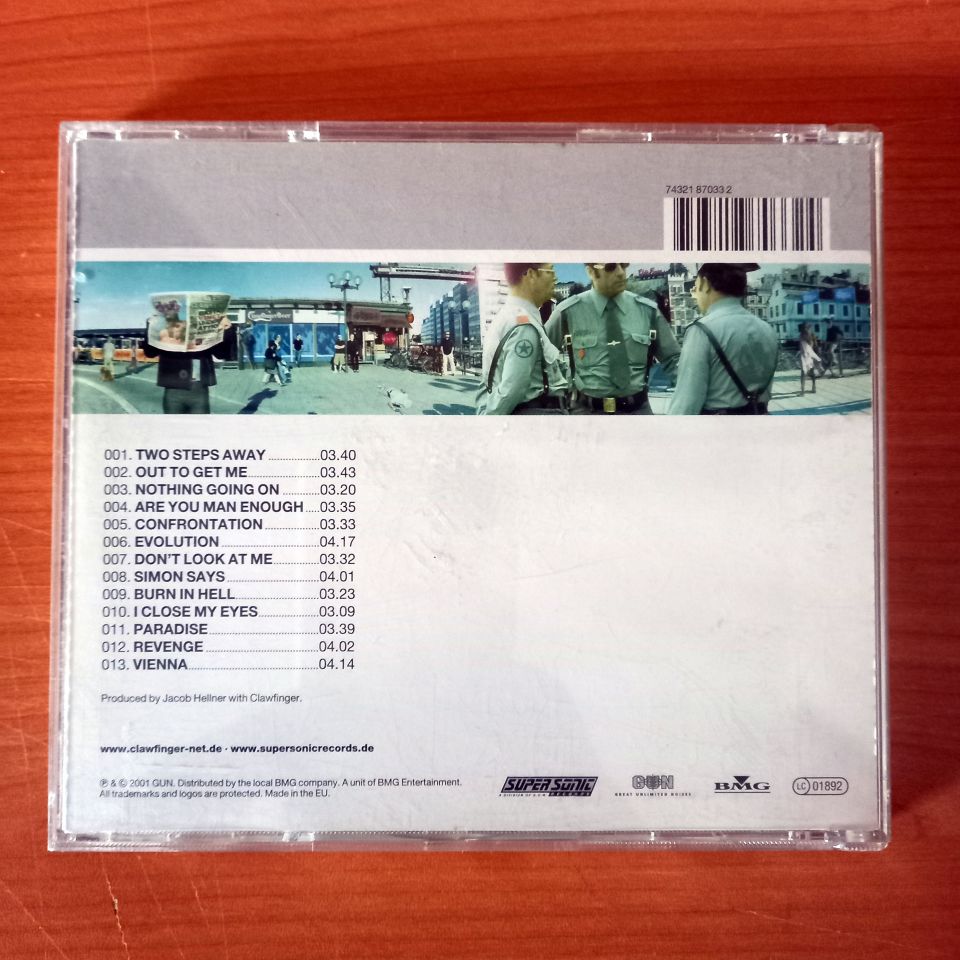 74321 87033 2
001. TWO STEPS AWAY ................03.40
002. OUT TO GET ME......................03.43
003. NOTHING GOING ON ............03.20
004. ARE YOU MAN ENOUGH.....03.35
005. CONFRONTATION.................03.33
006. EVOLUTION...............................04.17
007. DON'T LOOK AT ME..............03.32
008. SIMON SAYS............................04.01
009. BURN IN HELL..........................03.23
010. I CLOSE MY EYES...................03.09
011. PARADISE.................................03.39
012. REVENGE...................................04.02
013. VIENNA........................................04.14
Produced by Jacob Hellner with Clawfinger.
www.clawfinger-net.de · www.supersonicrecords.de
℗ & © 2001 GUN. Distributed by the local BMG company. A unit of BMG Entertainment.
All trademarks and logos are protected. Made in the EU.
SUPERSONIC
RECORDS
GUN
GREAT UNLIMITED NOISES
BMG
LC 01892